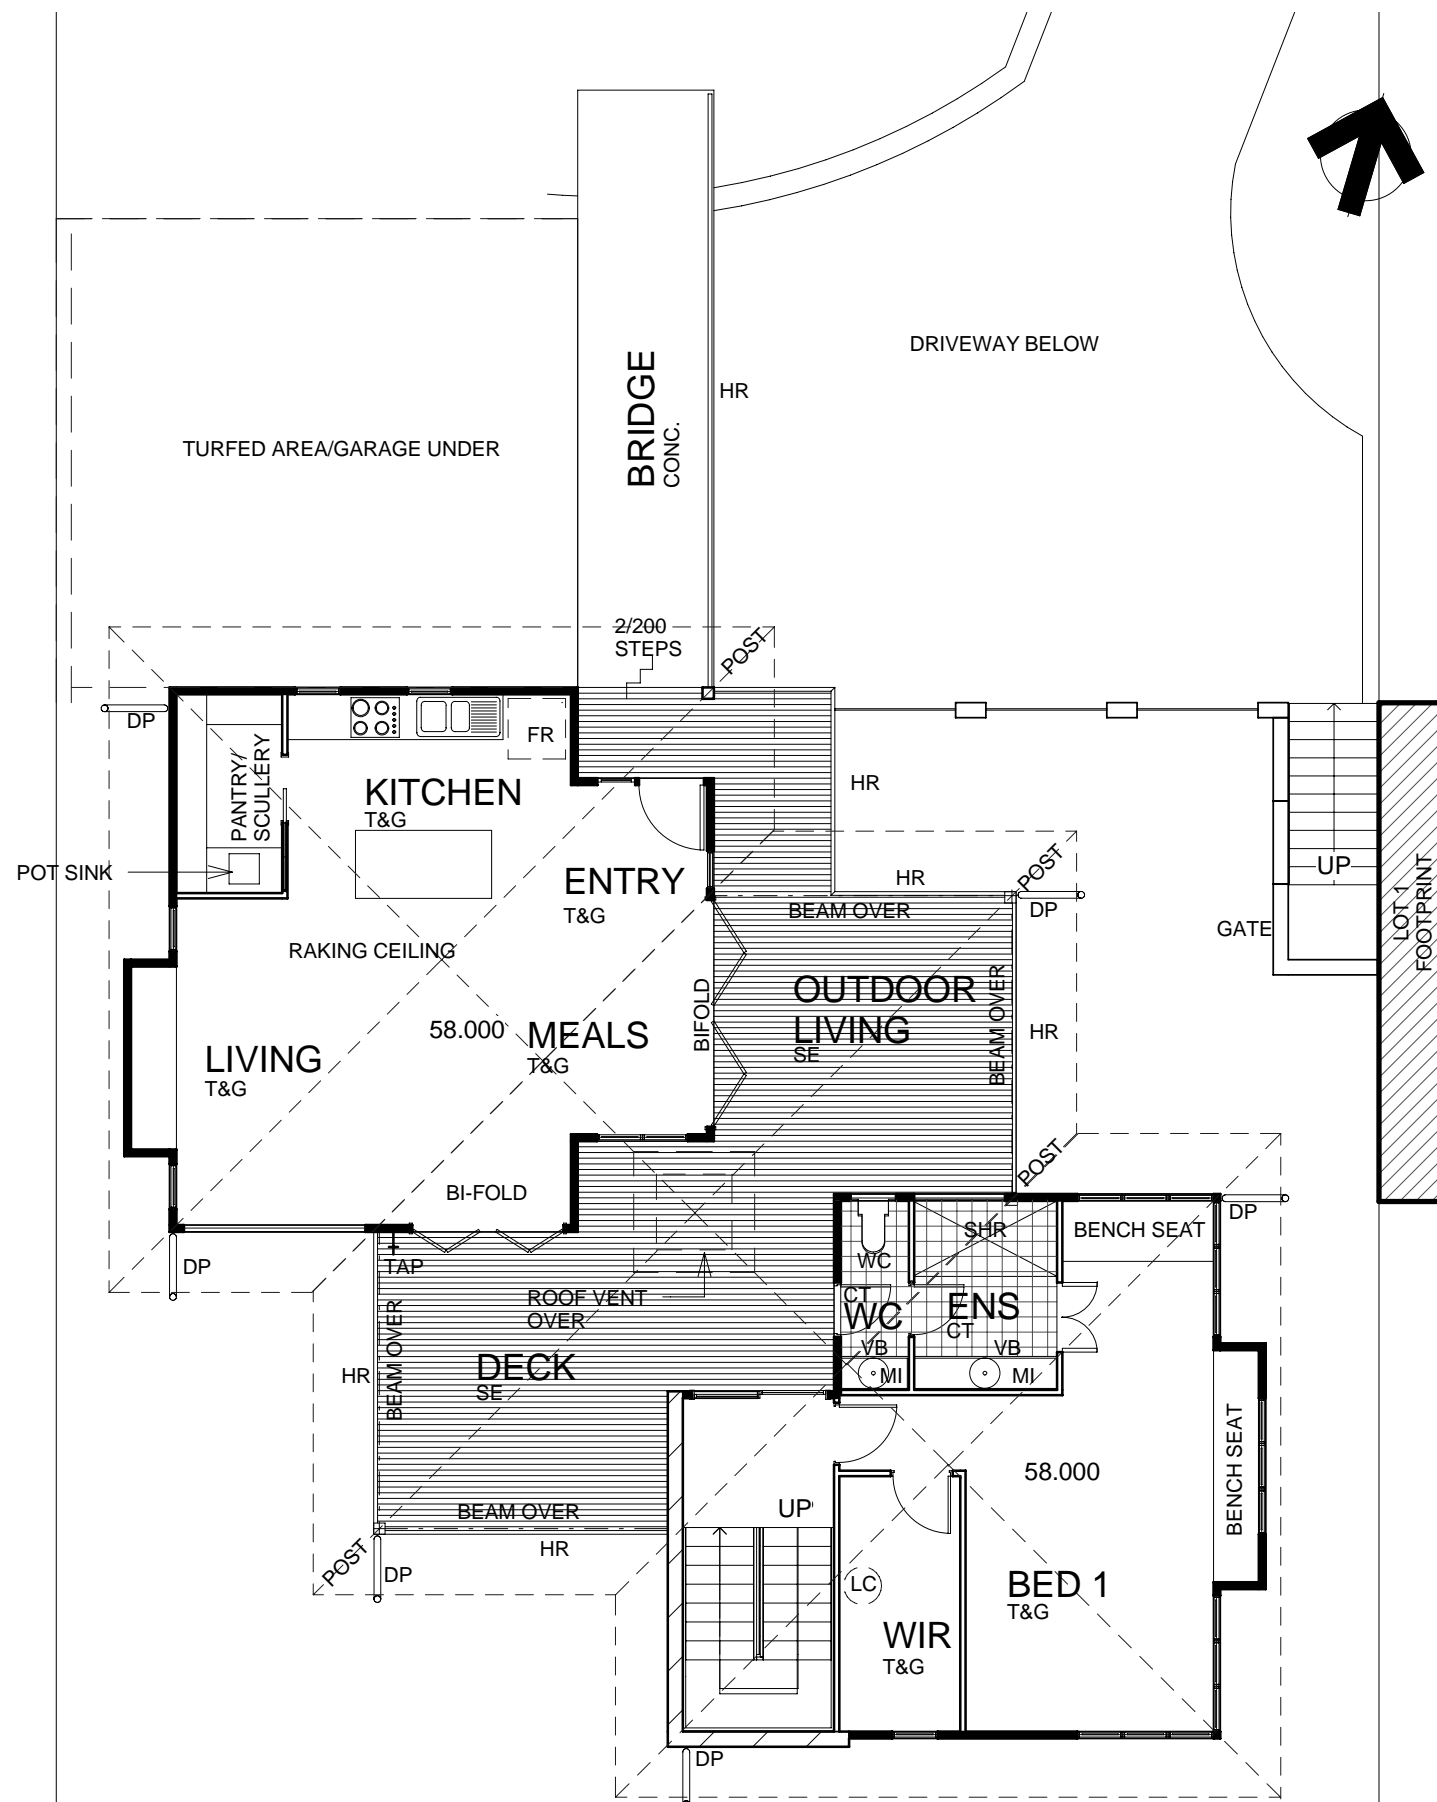 DRIVEWAY BELOW
BRIDGE
CONC.
HR
TURFED AREA/GARAGE UNDER
2/200
STEPS
POST
DP
FR
PANTRY/
SCULLERY
KITCHEN
T&G
HR
POT SINK
ENTRY
T&G
HR
POST
DP
BEAM OVER
UP
GATE
LOT 1
FOOTPRINT
RAKING CEILING
BIFOLD
OUTDOOR
LIVING
SE
BEAM OVER
HR
58.000
MEALS
T&G
LIVING
T&G
POST
BI-FOLD
DP
TAP
DP
WC
SHR
BENCH SEAT
DP
ROOF VENT
OVER
CT
WC
ENS
CT
VB
VB
MI
MI
HR
BEAM OVER
DECK
SE
BENCH SEAT
58.000
BEAM OVER
HR
UP
POST
DP
LC
BED 1
T&G
WIR
T&G
DP